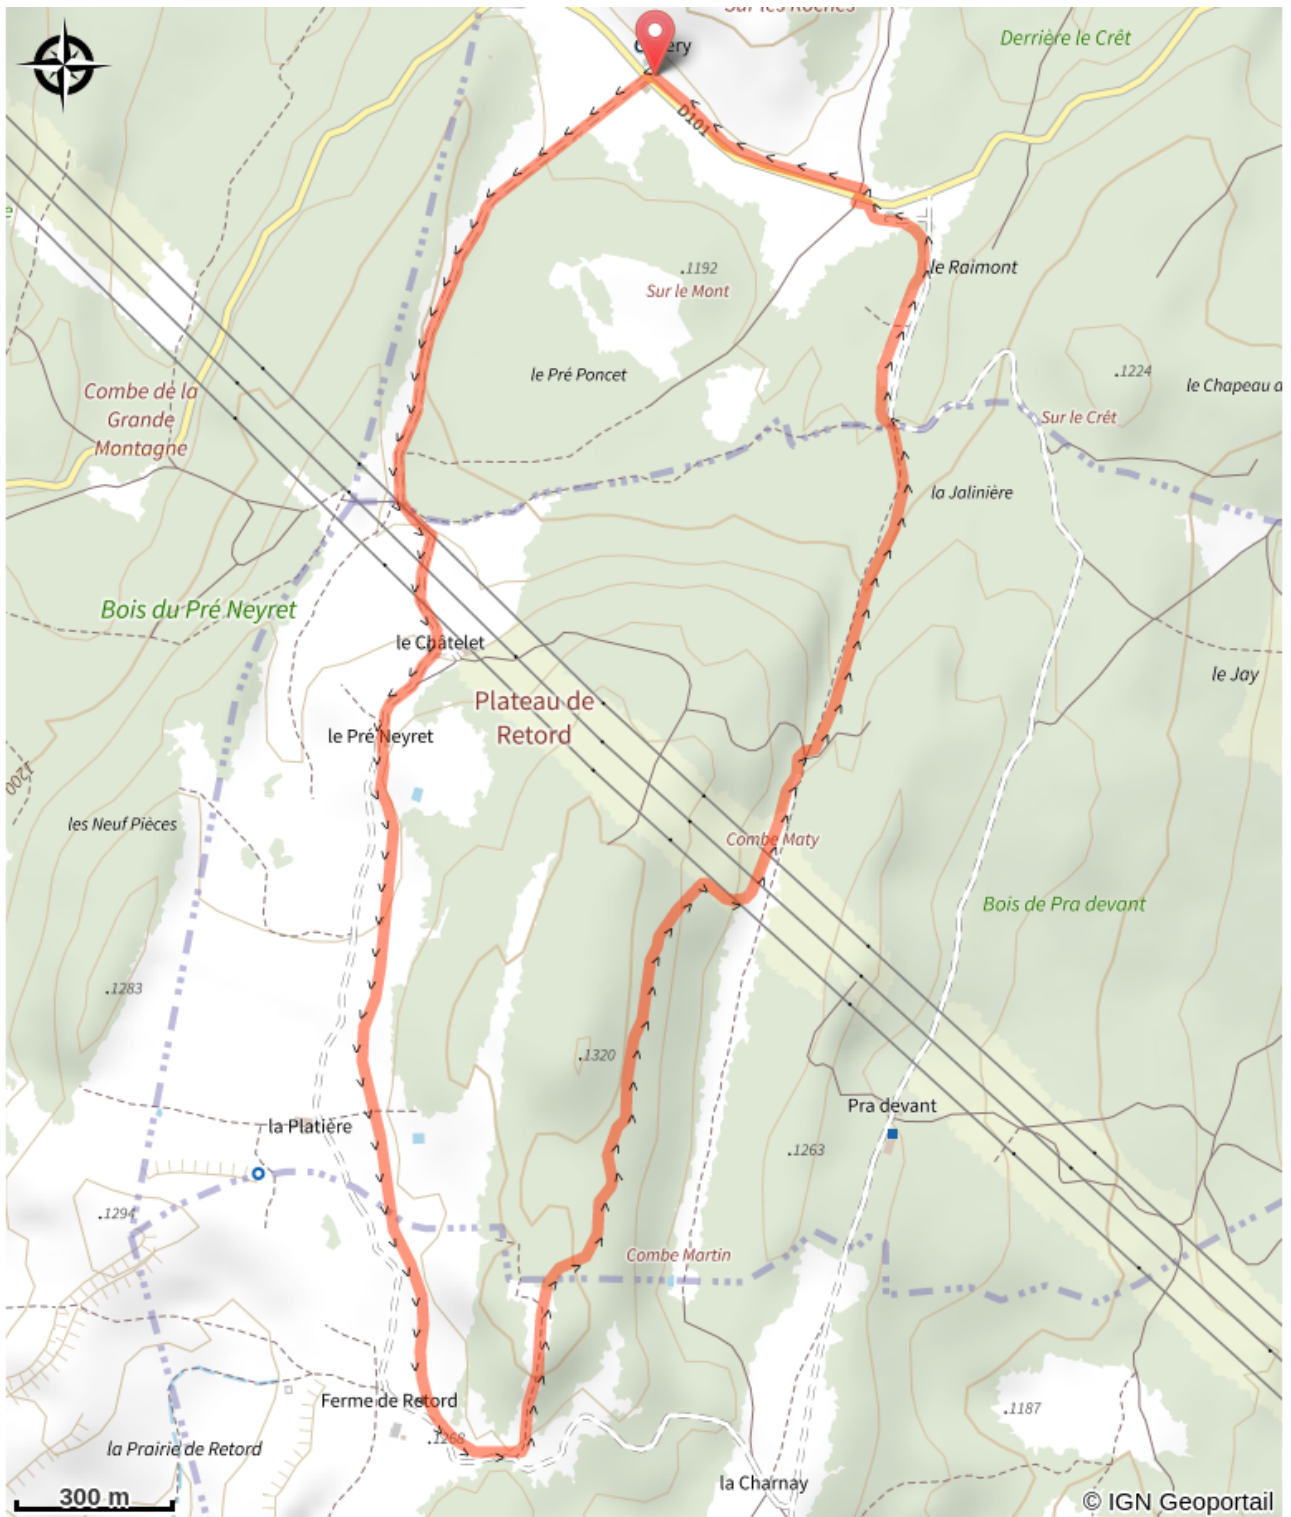 Sur les Roches
Derrière le Crêt
D101
le Raimont
.1192
Sur le Mont
le Pré Poncet
.1224
le Chapeau d
Combe de la
Grande
Montagne
Sur le Crêt
la Jalinière
Bois du Pré Neyret
le Châtelet
le Jay
Plateau de
Retord
le Pré Neyret
1200
les Neuf Pièces
Combe Maty
Bois de Pra devant
.1283
.1320
Pra devant
la Platière
.1263
.1294
Combe Martin
Ferme de Retord
.1187
.1268
la Prairie de Retord
la Charnay
300 m
© IGN Geoportail